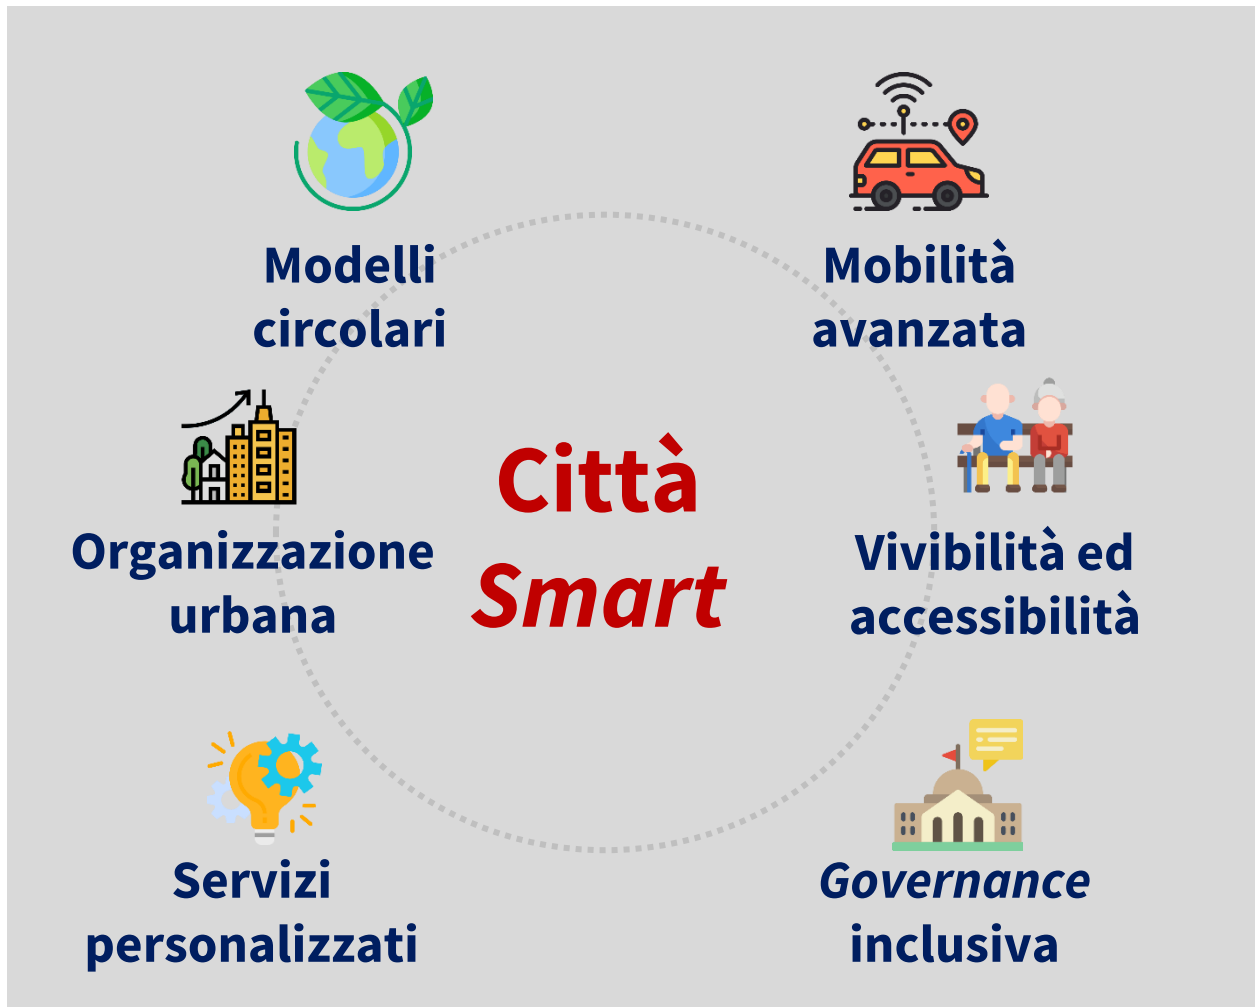 Modelli
circolari
Mobilità
avanzata
Città
Smart
Organizzazione
urbana
Vivibilità ed
accessibilità
Servizi
personalizzati
Governance
inclusiva